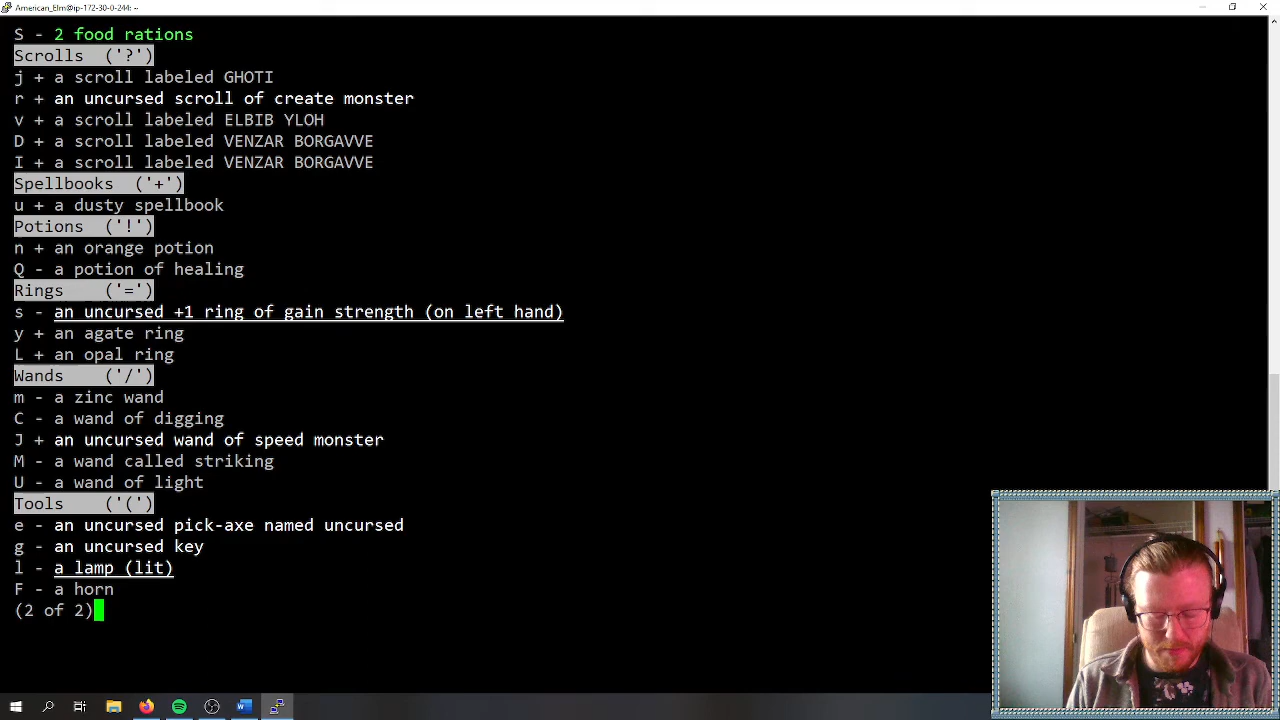 American_Elm@ip-172-30-0-244: ~
S - 2 food rations
Scrolls  ('?')
j + a scroll labeled GHOTI
r + an uncursed scroll of create monster
v + a scroll labeled ELBIB YLOH
D + a scroll labeled VENZAR BORGAVVE
I + a scroll labeled VENZAR BORGAVVE
Spellbooks  ('+')
u + a dusty spellbook
Potions  ('!')
n + an orange potion
Q - a potion of healing
Rings  ('=')
s - an uncursed +1 ring of gain strength (on left hand)
y + an agate ring
L + an opal ring
Wands  ('/')
m - a zinc wand
C - a wand of digging
J + an uncursed wand of speed monster
M - a wand called striking
U - a wand of light
Tools  ('(')
e - an uncursed pick-axe named uncursed
g - an uncursed key
l - a lamp (lit)
F - a horn
(2 of 2)